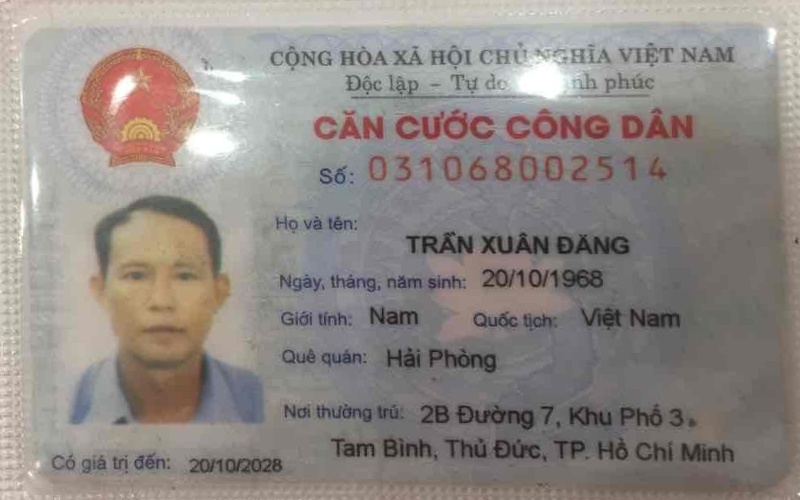 CỘNG HÒA XÃ HỘI CHỦ NGHĨA VIỆT NAM
Độc lập – Tự do phúc
CĂN CƯỚC CÔNG DÂN
Số: 031068002514
Họ và tên:
TRẦN XUÂN ĐĂNG
Ngày, tháng, năm sinh: 20/10/1968
Giới tính: Nam Quốc tịch: Việt Nam
Quê quán: Hải Phòng
Nơi thường trú: 2B Đường 7, Khu Phố 3,
Tam Bình, Thủ Đức, TP. Hồ Chí Minh
Có giá trị đến: 20/10/2028